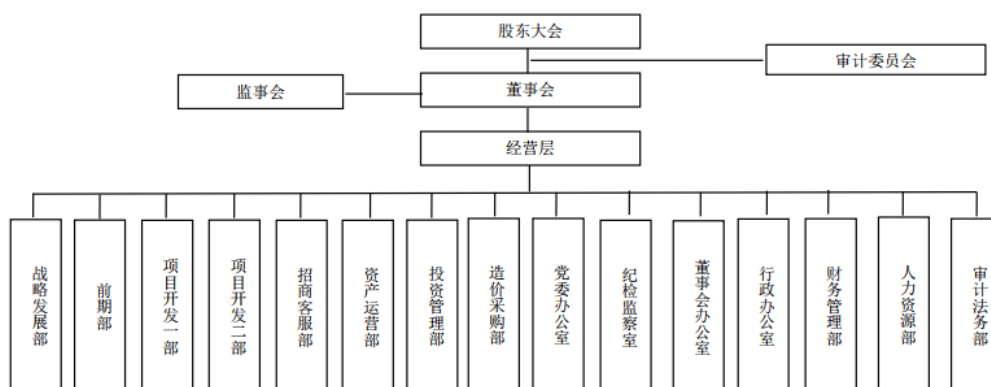 股东大会
审计委员会
监事会
董事会
经营层
战略发展部
前期部
项目开发一部
项目开发二部
招商客服部
资产运营部
投资管理部
造价采购部
党委办公室
纪检监察室
董事会办公室
行政办公室
财务管理部
人力资源部
审计法务部